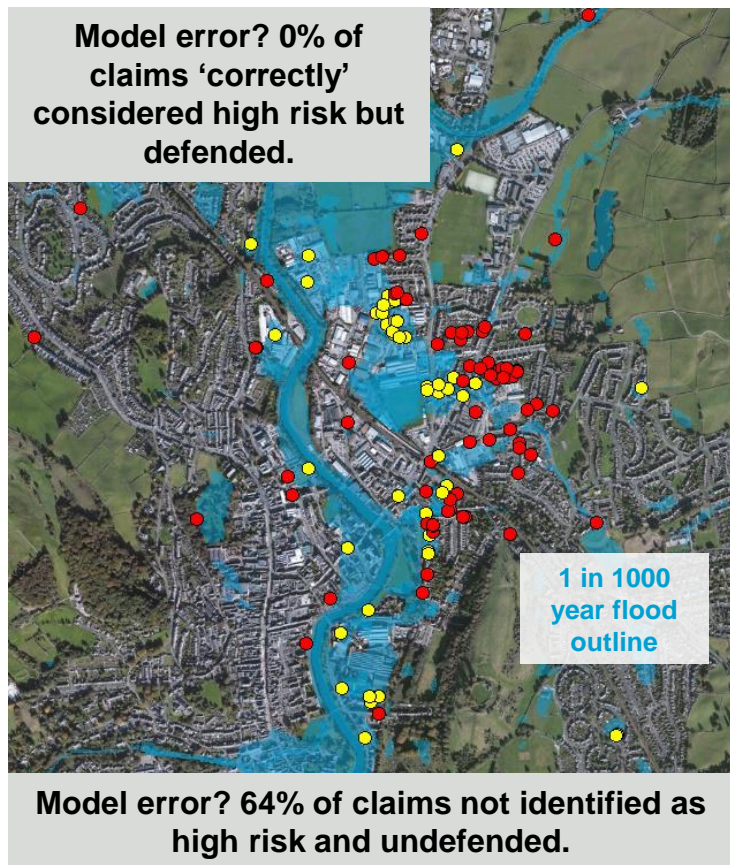 Model error? 0% of
claims ‘correctly’
considered high risk but
defended.
1 in 1000
year flood
outline
Model error? 64% of claims not identified as
high risk and undefended.